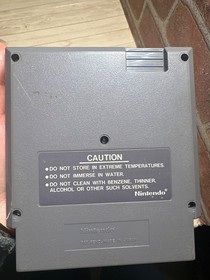 CAUTION
•DO NOT STORE IN EXTREME TEMPERATURES.
•DO NOT IMMERSE IN WATER.
•DO NOT CLEAN WITH BENZENE, THINNER,
ALCOHOL OR OTHER SUCH SOLVENTS.
Nintendo®
Nintendo